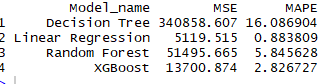 Model_name MSE MAPE
1 Decision Tree 340858.607 16.086904
2 Linear Regression 5119.515 0.883809
3 Random Forest 51495.665 5.845628
4 XGBoost 13700.874 2.826727
>